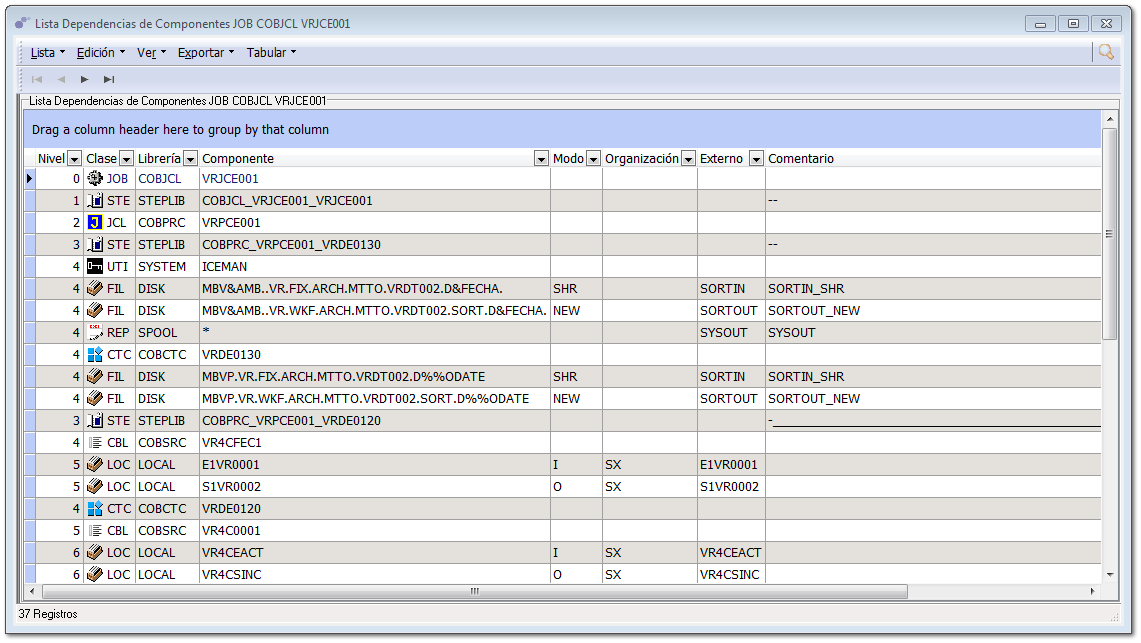 Lista Dependencias de Componentes JOB COBJCL VRJCE001
Lista Edición Ver Exportar Tabular
Lista Dependencias de Componentes JOB COBJCL VRJCE001
Drag a column header here to group by that column
Nivel Clase Librería Componente Modo Organización Externo Comentario
0 JOB COBJCL VRJCE001
1 STE STEPLIB COBJCL_VRJCE001_VRJCE001 --
2 JCL COBPRC VRPCE001
3 STE STEPLIB COBPRC_VRPCE001_VRDE0130 --
4 UTI SYSTEM ICEMAN
4 FIL DISK MBV&AMB..VR.FIX.ARCH.MTTO.VRDT002.D&FECHA. SHR SORTIN SORTIN_SHR
4 FIL DISK MBV&AMB..VR.WKF.ARCH.MTTO.VRDT002.SORT.D&FECHA. NEW SORTOUT SORTOUT_NEW
4 REP SPOOL * SYSOUT SYSOUT
4 CTC COBCTC VRDE0130
4 FIL DISK MBVP.VR.FIX.ARCH.MTTO.VRDT002.D%%ODATE SHR SORTIN SORTIN_SHR
4 FIL DISK MBVP.VR.WKF.ARCH.MTTO.VRDT002.SORT.D%%ODATE NEW SORTOUT SORTOUT_NEW
3 STE STEPLIB COBPRC_VRPCE001_VRDE0120 -____________________
4 CBL COBSRC VR4CFEC1
5 LOC LOCAL E1VR0001 I SX E1VR0001
5 LOC LOCAL S1VR0002 O SX S1VR0002
4 CTC COBCTC VRDE0120
5 CBL COBSRC VR4C0001
6 LOC LOCAL VR4CEACT I SX VR4CEACT
6 LOC LOCAL VR4CSINC O SX VR4CSINC
37 Registros